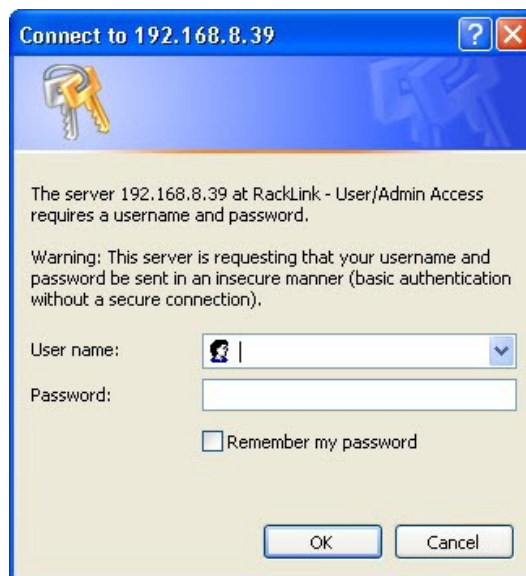 Connect to 192.168.8.39
The server 192.168.8.39 at RackLink - User/Admin Access
requires a username and password.
Warning: This server is requesting that your username and
password be sent in an insecure manner (basic authentication
without a secure connection).
User name:
Password:
Remember my password
OK
Cancel